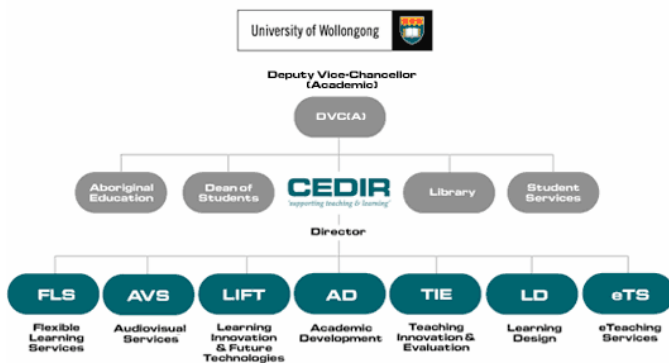 University of Wollongong
Deputy Vice-Chancellor
(Academic)
DVC(A)
Aboriginal
Education
Dean of
Students
CEDIR
'supporting teaching & learning'
Library
Student
Services
Director
FLS
AVS
LIFT
AD
TIE
LD
eTS
Flexible
Learning
Services
Audiovisual
Services
Learning
Innovation
& Future
Technologies
Academic
Development
Teaching
Innovation &
Evaluation
Learning
Design
eTeaching
Services